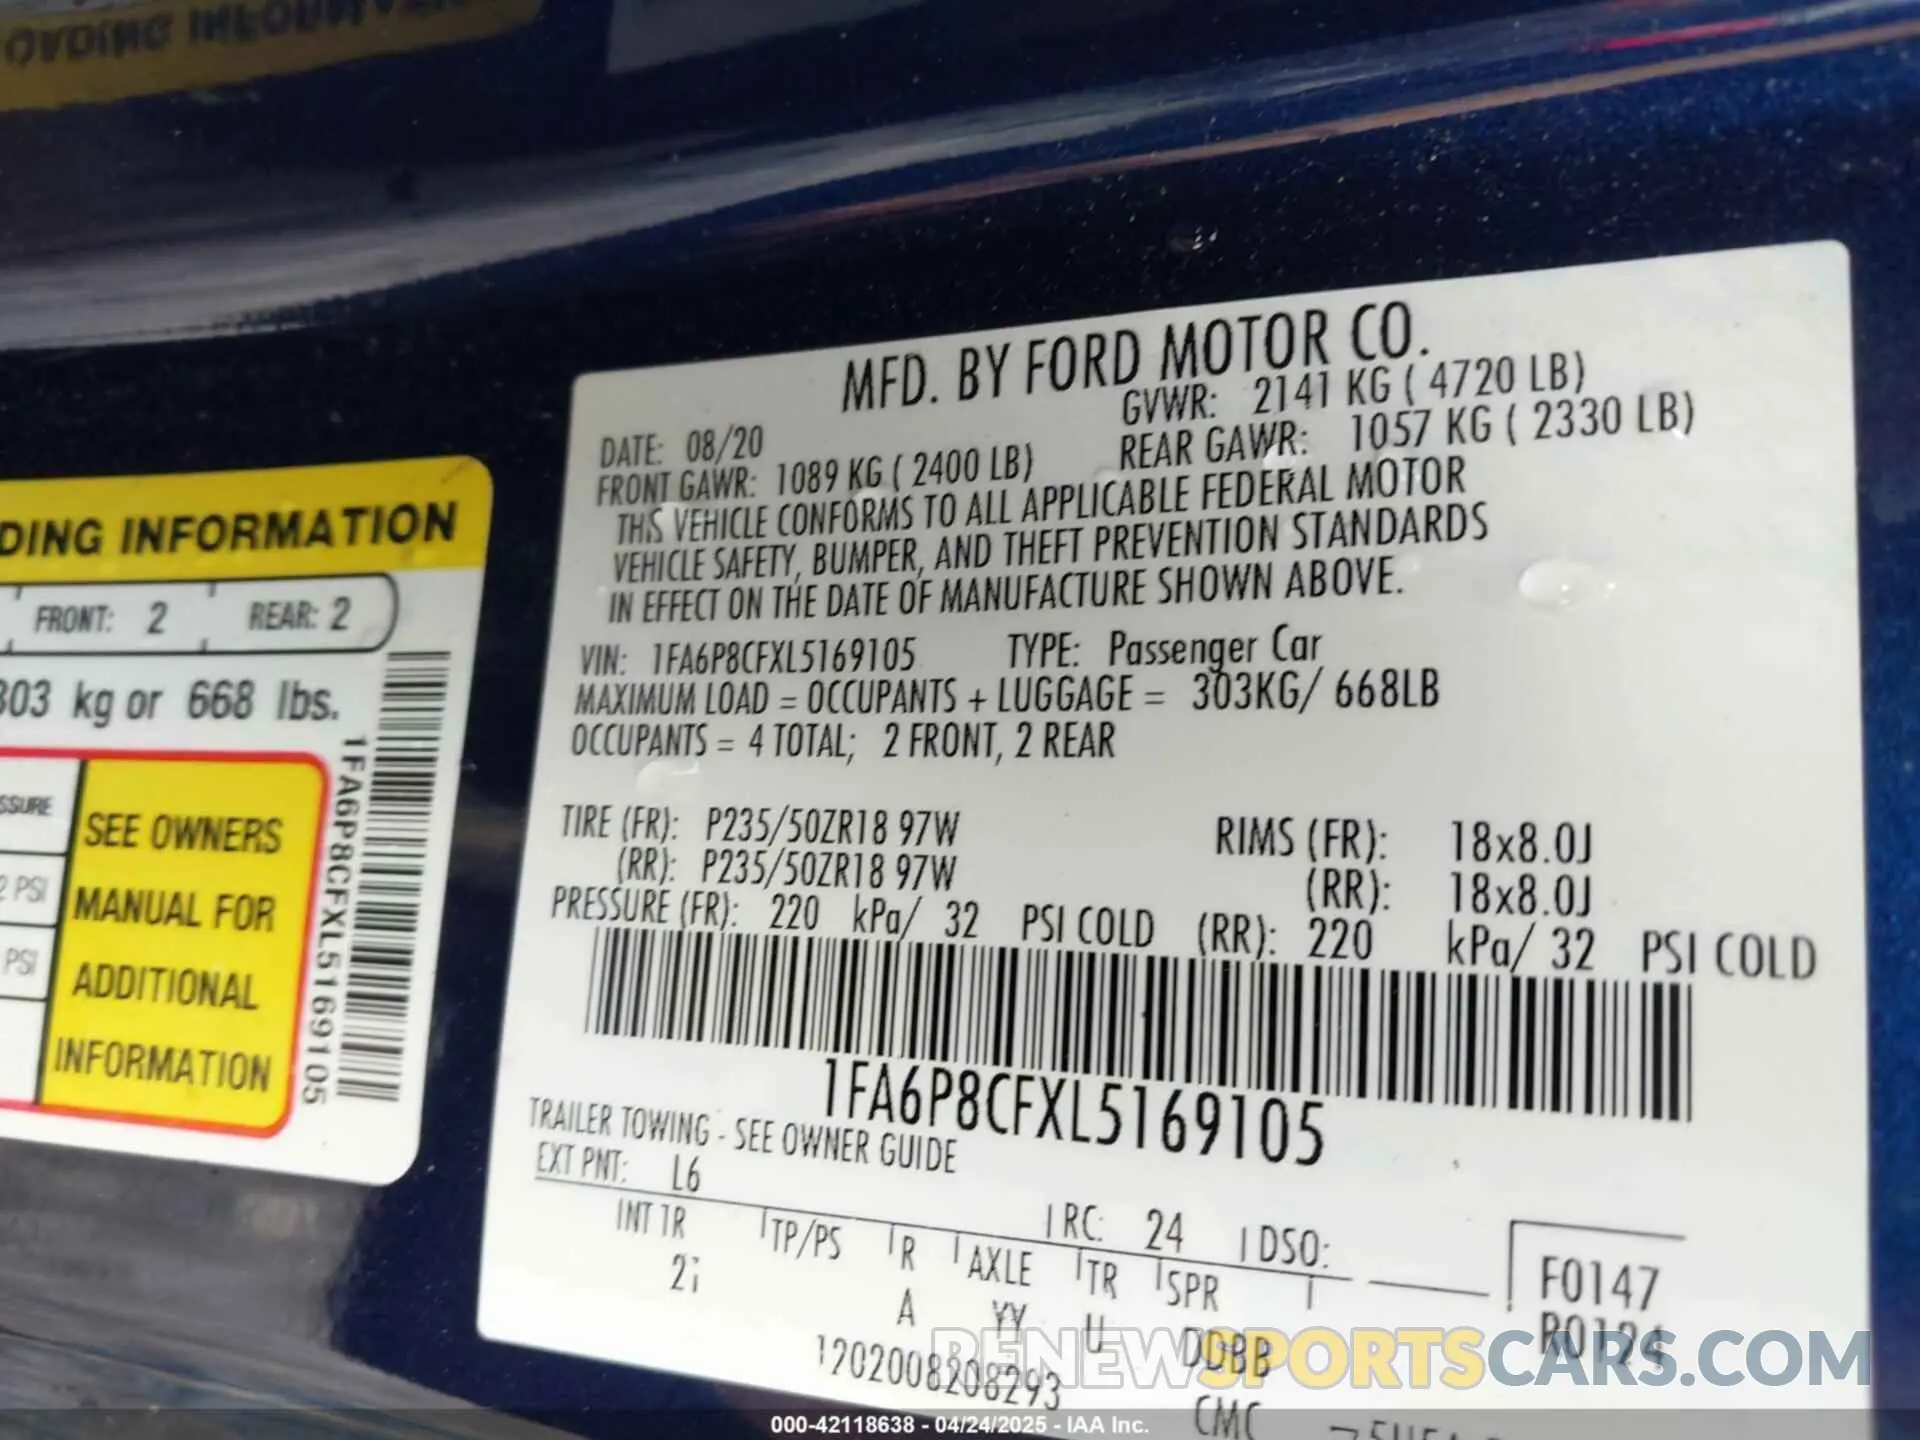 DING INFORMATION
FRONT: 2 REAR: 2
303 kg or 668 lbs.
SSURE
2 PSI
PSI
SEE OWNERS
MANUAL FOR
ADDITIONAL
INFORMATION
1FA6P8CFXL5169105
MFD. BY FORD MOTOR CO.
DATE: 08/20 GVWR: 2141 KG ( 4720 LB)
FRONT GAWR: 1089 KG ( 2400 LB) REAR GAWR: 1057 KG ( 2330 LB)
THIS VEHICLE CONFORMS TO ALL APPLICABLE FEDERAL MOTOR
VEHICLE SAFETY, BUMPER, AND THEFT PREVENTION STANDARDS
IN EFFECT ON THE DATE OF MANUFACTURE SHOWN ABOVE.
VIN: 1FA6P8CFXL5169105 TYPE: Passenger Car
MAXIMUM LOAD = OCCUPANTS + LUGGAGE = 303KG/ 668LB
OCCUPANTS = 4 TOTAL; 2 FRONT, 2 REAR
TIRE (FR): P235/50ZR18 97W RIMS (FR): 18x8.0J
(RR): P235/50ZR18 97W (RR): 18x8.0J
PRESSURE (FR): 220 kPa/ 32 PSI COLD (RR): 220 kPa/ 32 PSI COLD
1FA6P8CFXL5169105
TRAILER TOWING - SEE OWNER GUIDE
EXT PNT: L6 RC: 24 DSO:
INT TR TP/PS R AXLE TR SPR F0147
A YY U DDBB R0124
1202008208293
CMC
RENEWSPORTSCARS.COM
000-42118638 - 04/24/2025 - IAA Inc.